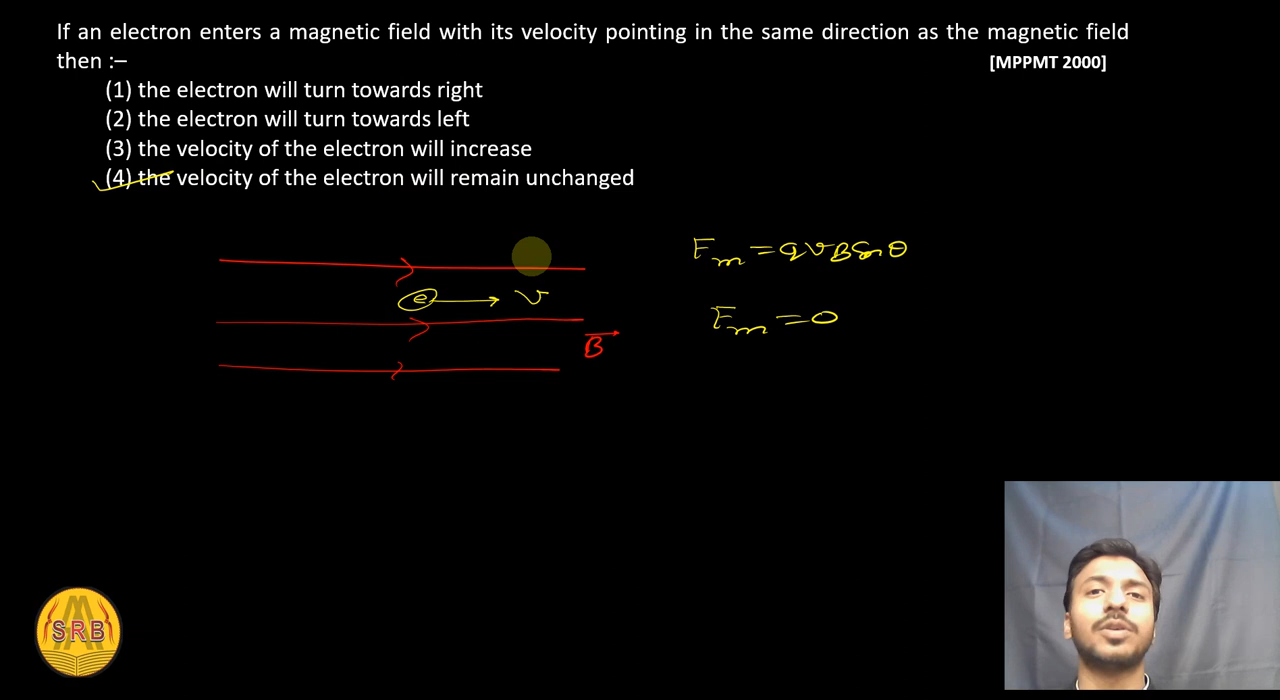 If an electron enters a magnetic field with its velocity pointing in the same direction as the magnetic field
then :– [MPPMT 2000]
(1) the electron will turn towards right
(2) the electron will turn towards left
(3) the velocity of the electron will increase
(4) the velocity of the electron will remain unchanged
Fm = qvB sin θ
e v
Fm = 0
B
SRB